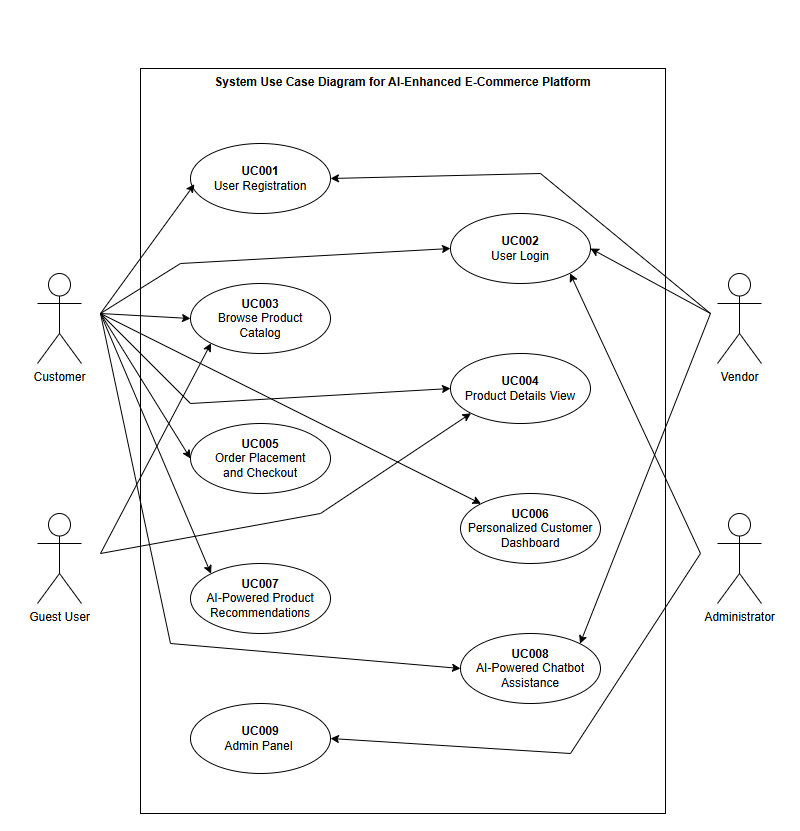 System Use Case Diagram for AI-Enhanced E-Commerce Platform
UC001
User Registration
UC002
User Login
UC003
Browse Product
Catalog
Customer
Vendor
UC004
Product Details View
UC005
Order Placement
and Checkout
UC006
Personalized Customer
Dashboard
UC007
AI-Powered Product
Recommendations
Guest User
Administrator
UC008
AI-Powered Chatbot
Assistance
UC009
Admin Panel